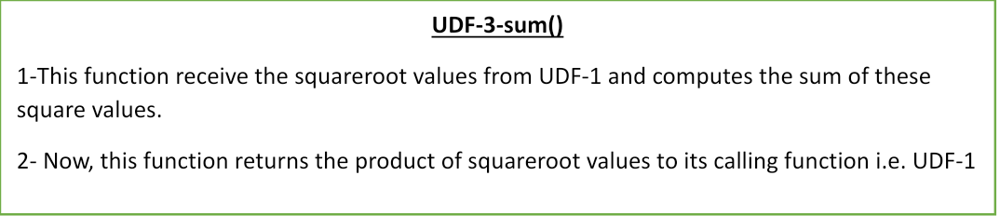 UDF-3-sum()
1-This function receive the squareroot values from UDF-1 and computes the sum of these
square values.
2- Now, this function returns the product of squareroot values to its calling function i.e. UDF-1